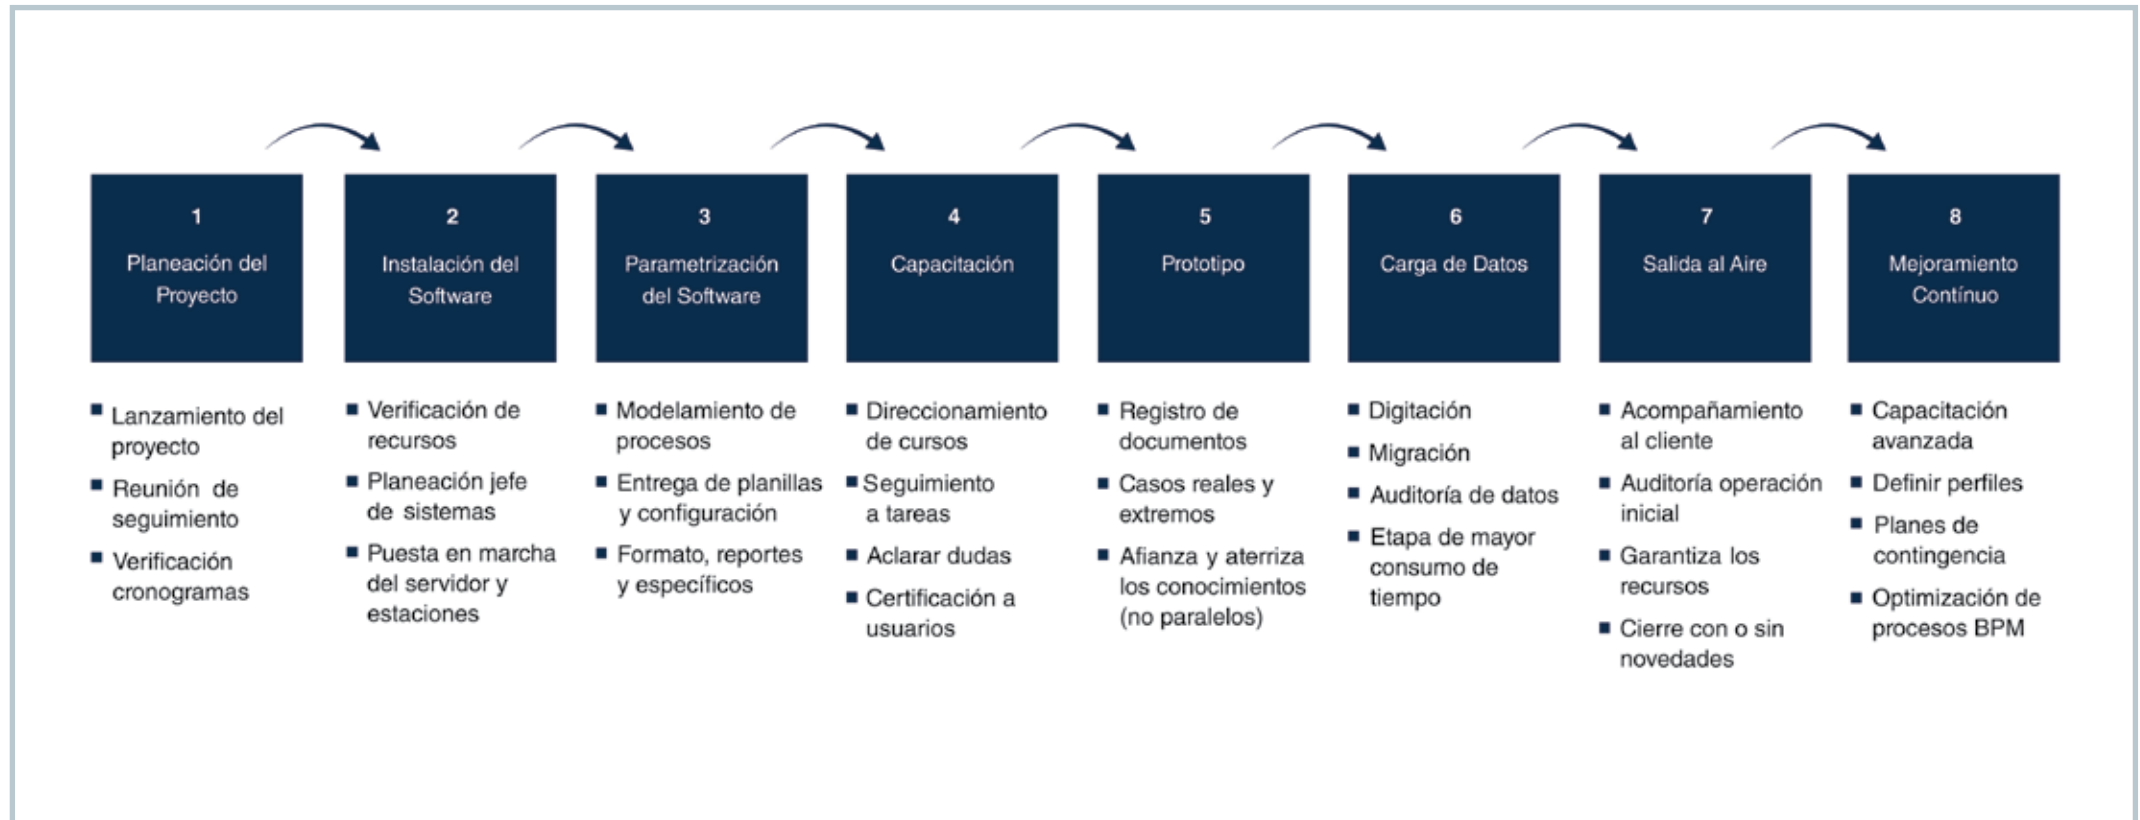 1
Planeación del
Proyecto
2
Instalación del
Software
3
Parametrización
del Software
4
Capacitación
5
Prototipo
6
Carga de Datos
7
Salida al Aire
8
Mejoramiento
Contínuo
Lanzamiento del
proyecto
Reunión de
seguimiento
Verificación
cronogramas
Verificación de
recursos
Planeación jefe
de sistemas
Puesta en marcha
del servidor y
estaciones
Modelamiento de
procesos
Entrega de planillas
y configuración
Formato, reportes
y específicos
Direccionamiento
de cursos
Seguimiento
a tareas
Aclarar dudas
Certificación a
usuarios
Registro de
documentos
Casos reales y
extremos
Afianza y aterriza
los conocimientos
(no paralelos)
Digitación
Migración
Auditoría de datos
Etapa de mayor
consumo de
tiempo
Acompañamiento
al cliente
Auditoría operación
inicial
Garantiza los
recursos
Cierre con o sin
novedades
Capacitación
avanzada
Definir perfiles
Planes de
contingencia
Optimización de
procesos BPM